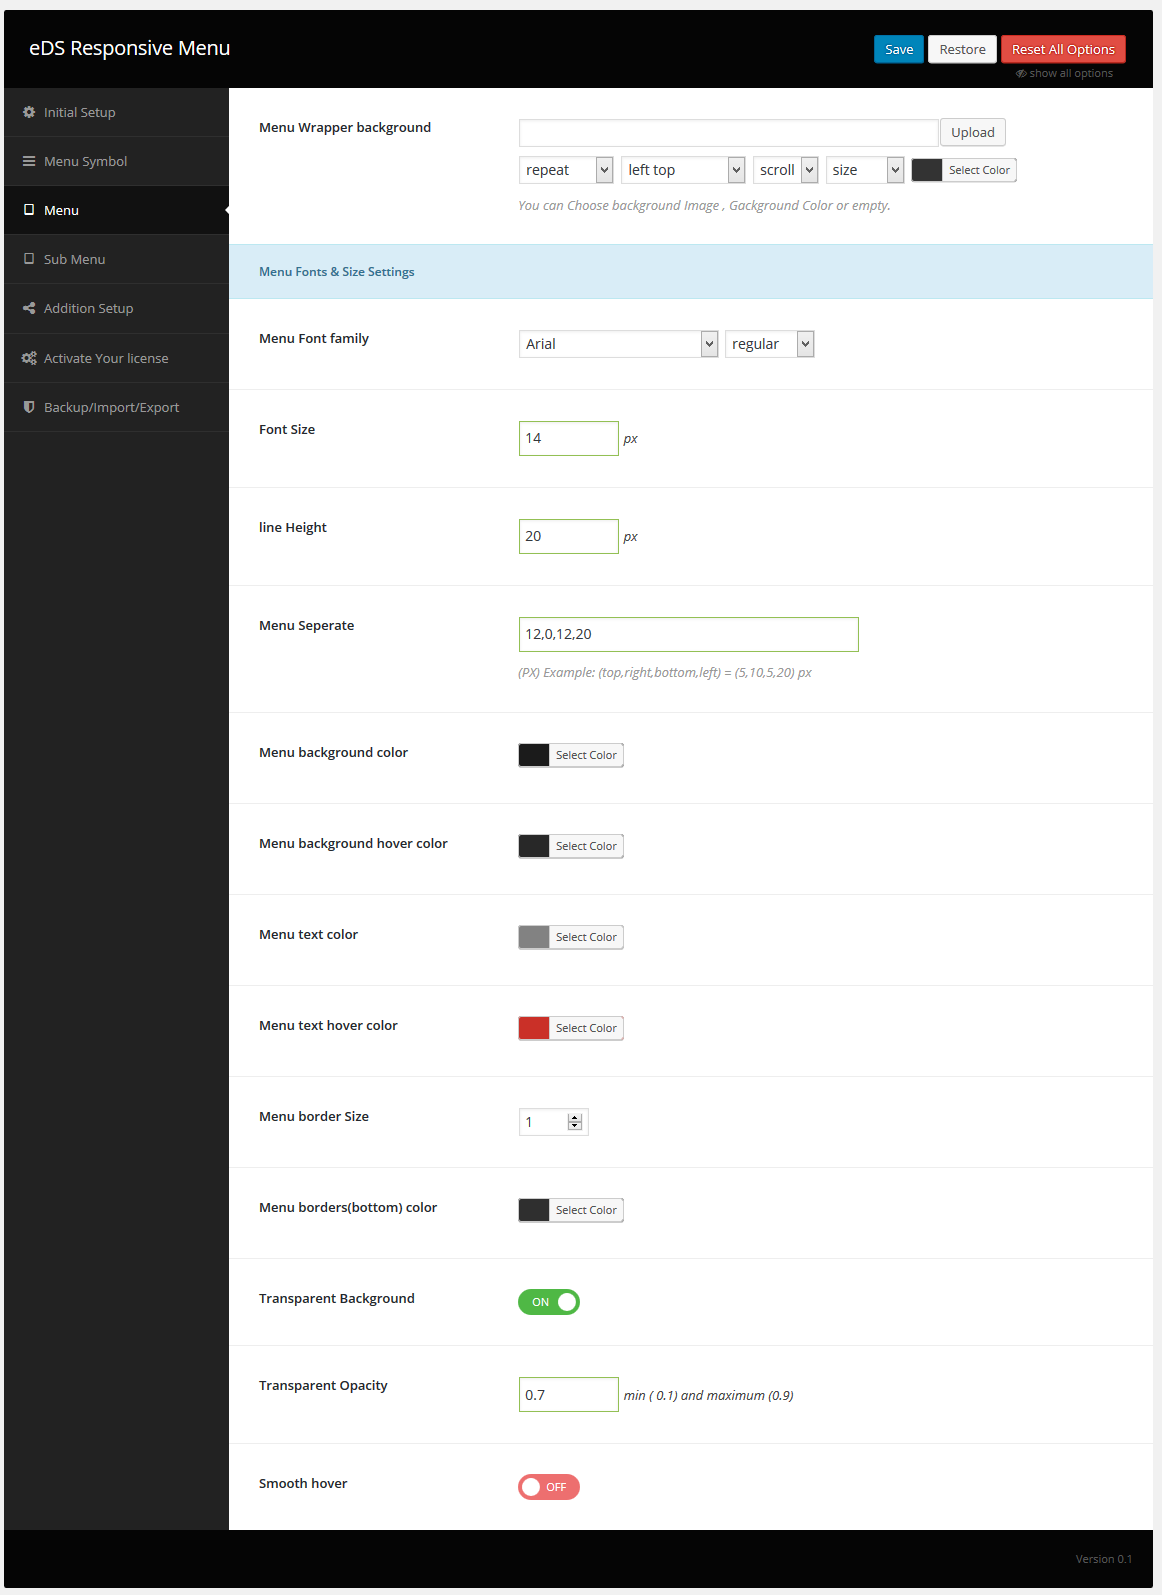 eDS Responsive Menu
Save Restore Reset All Options
show all options
Initial Setup
Menu Symbol
Menu
Sub Menu
Addition Setup
Activate Your license
Backup/Import/Export
Menu Wrapper background
Upload
repeat left top scroll size Select Color
You can Choose background Image , Gackground Color or empty.
Menu Fonts & Size Settings
Menu Font family Arial regular
Font Size 14 px
line Height 20 px
Menu Seperate 12,0,12,20
(PX) Example: (top,right,bottom,left) = (5,10,5,20) px
Menu background color Select Color
Menu background hover color Select Color
Menu text color Select Color
Menu text hover color Select Color
Menu border Size 1
Menu borders(bottom) color Select Color
Transparent Background ON
Transparent Opacity 0.7 min ( 0.1) and maximum (0.9)
Smooth hover OFF
Version 0.1